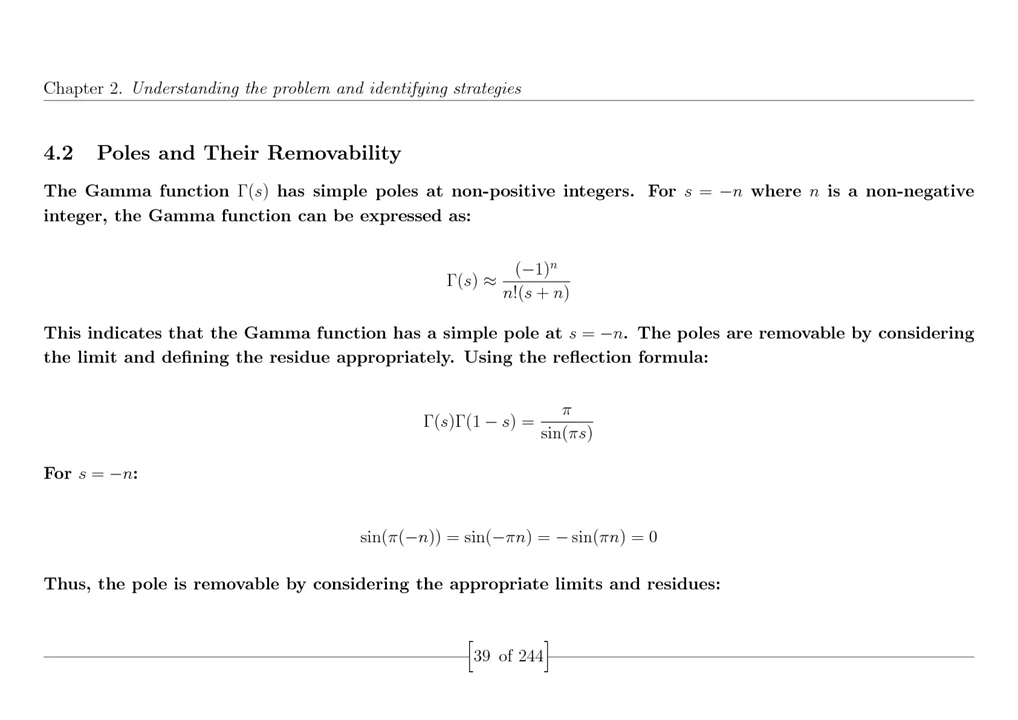 Chapter 2. Understanding the problem and identifying strategies
4.2 Poles and Their Removability
The Gamma function Γ(s) has simple poles at non-positive integers. For s = −n where n is a non-negative
integer, the Gamma function can be expressed as:
Γ(s) ≈ (−1)ⁿ / n!(s + n)
This indicates that the Gamma function has a simple pole at s = −n. The poles are removable by considering
the limit and defining the residue appropriately. Using the reflection formula:
Γ(s)Γ(1 − s) = π / sin(πs)
For s = −n:
sin(π(−n)) = sin(−πn) = − sin(πn) = 0
Thus, the pole is removable by considering the appropriate limits and residues:
[39 of 244]